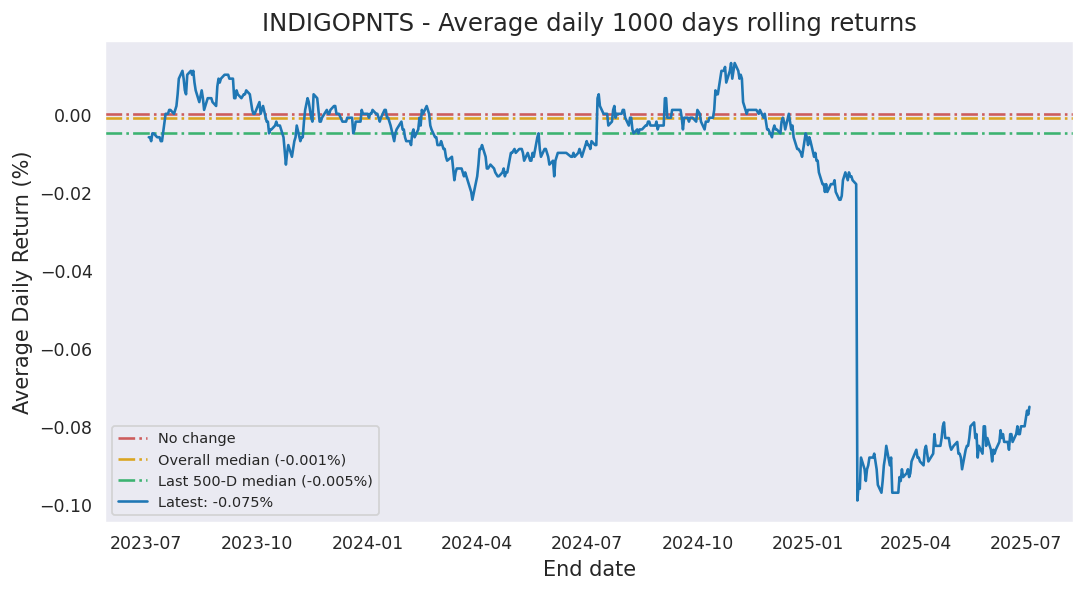 INDIGOPNTS - Average daily 1000 days rolling returns
Average Daily Return (%)
0.00
−0.02
−0.04
−0.06
−0.08
−0.10
No change
Overall median (-0.001%)
Last 500-D median (-0.005%)
Latest: -0.075%
2023-07 2023-10 2024-01 2024-04 2024-07 2024-10 2025-01 2025-04 2025-07
End date